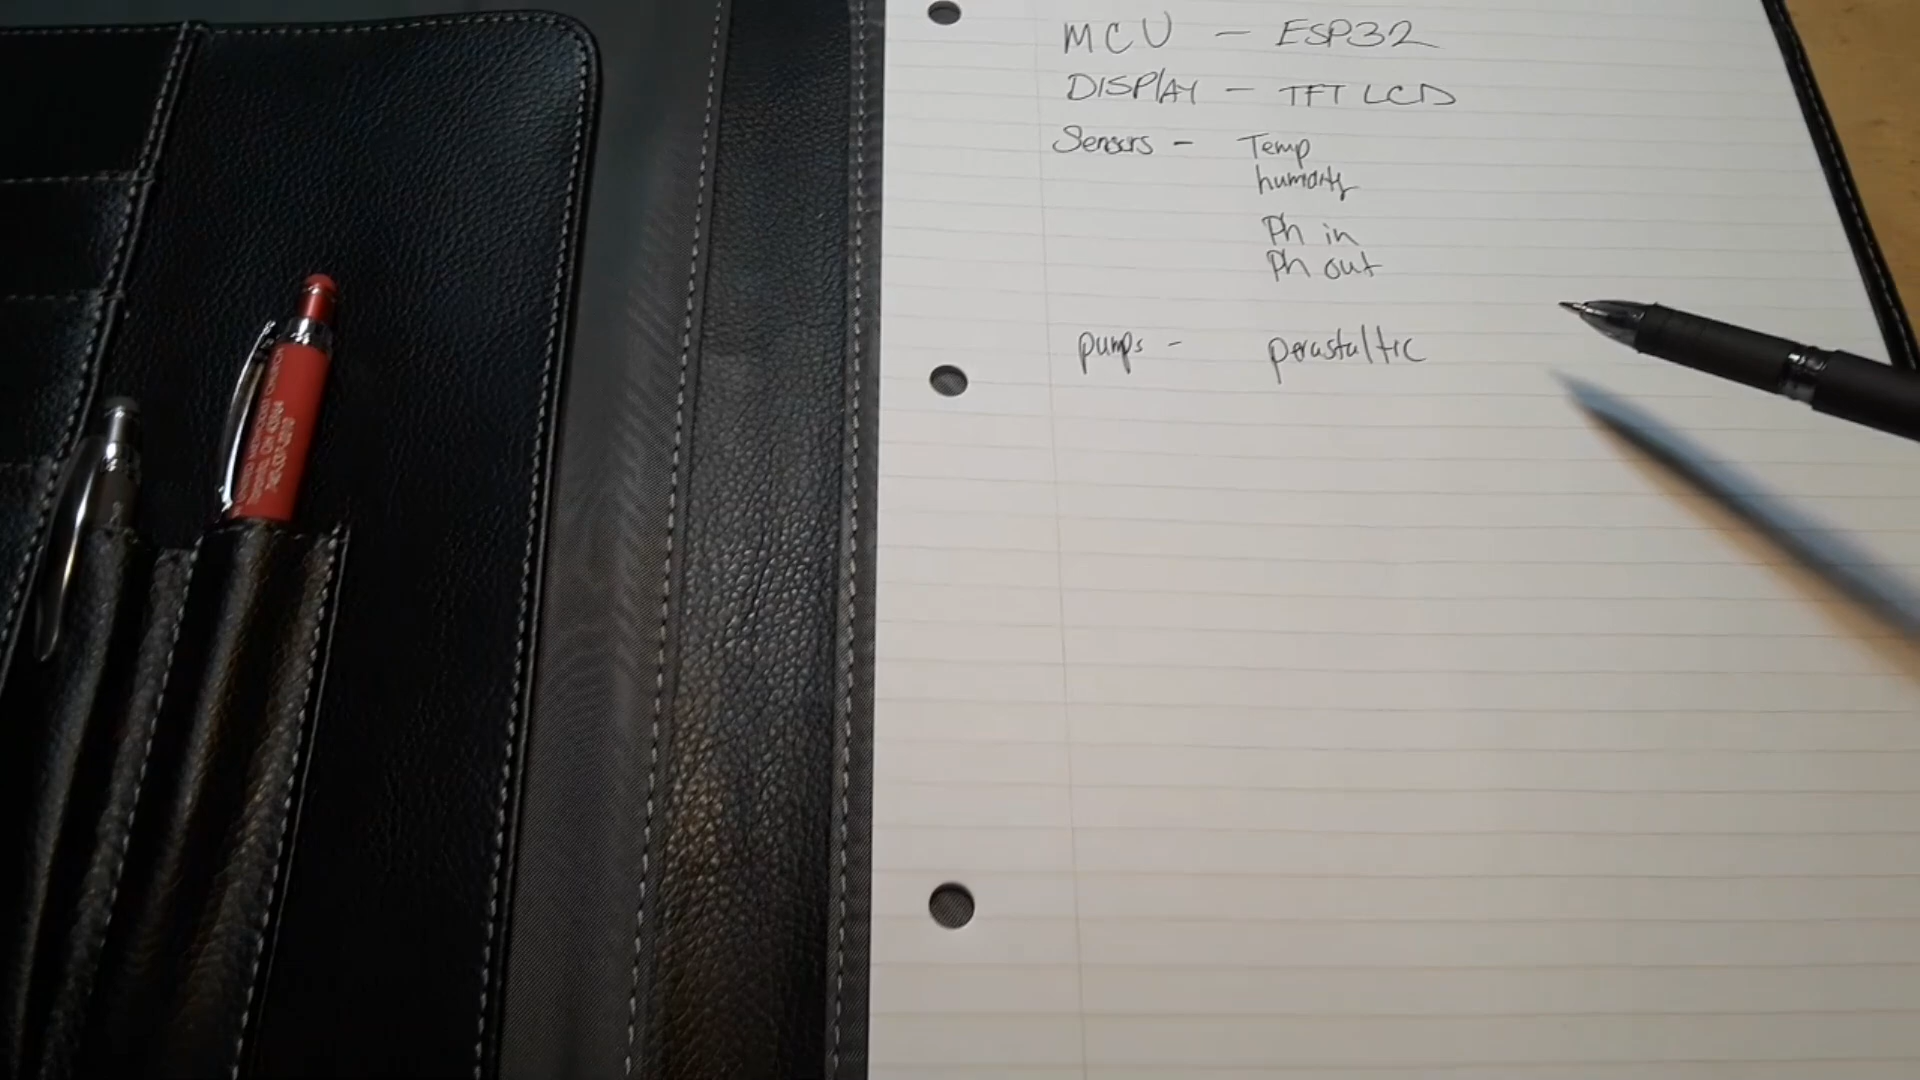 MCU - ESP32
DISPLAY - TFT LCD
Sensors - Temp
humidity
Ph in
Ph out
pumps - perastaltic